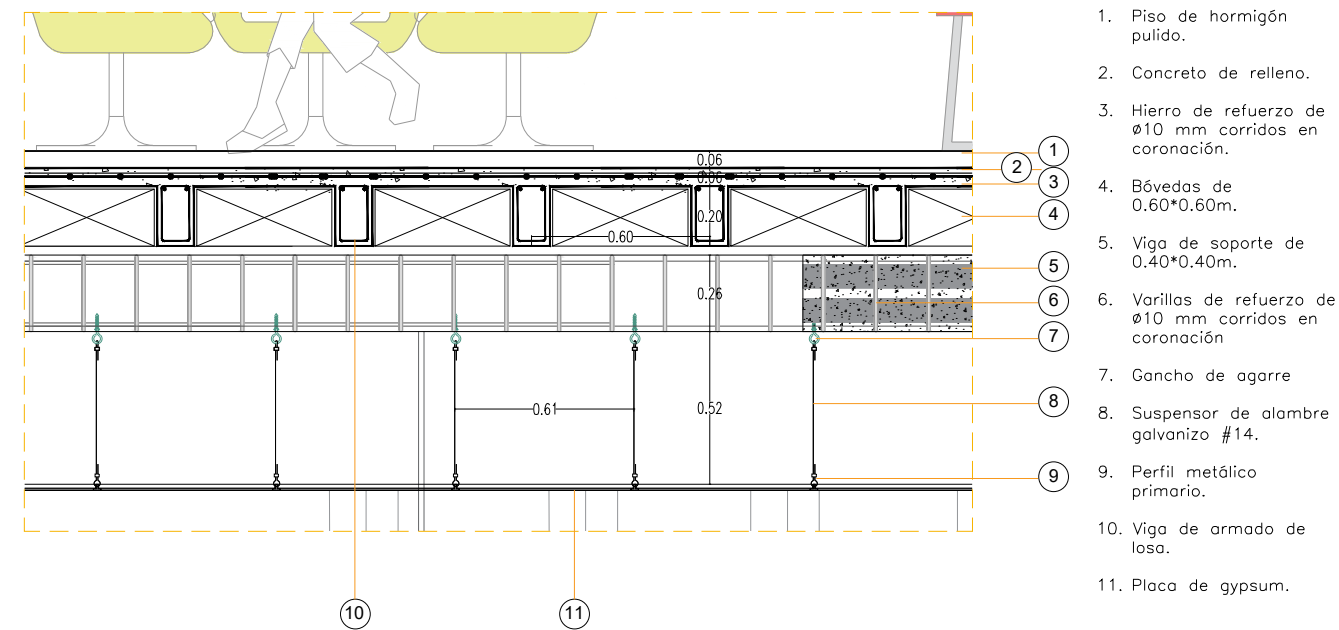 1. Piso de hormigón
pulido.
2. Concreto de relleno.
3. Hierro de refuerzo de
ø10 mm corridos en
coronación.
4. Bóvedas de
0.60*0.60m.
5. Viga de soporte de
0.40*0.40m.
6. Varillas de refuerzo de
ø10 mm corridos en
coronación
7. Gancho de agarre
8. Suspensor de alambre
galvanizo #14.
9. Perfil metálico
primario.
10. Viga de armado de
losa.
11. Placa de gypsum.
0.06
0.06
0.20
0.60
0.26
0.61
0.52
1
2
3
4
5
6
7
8
9
10
11